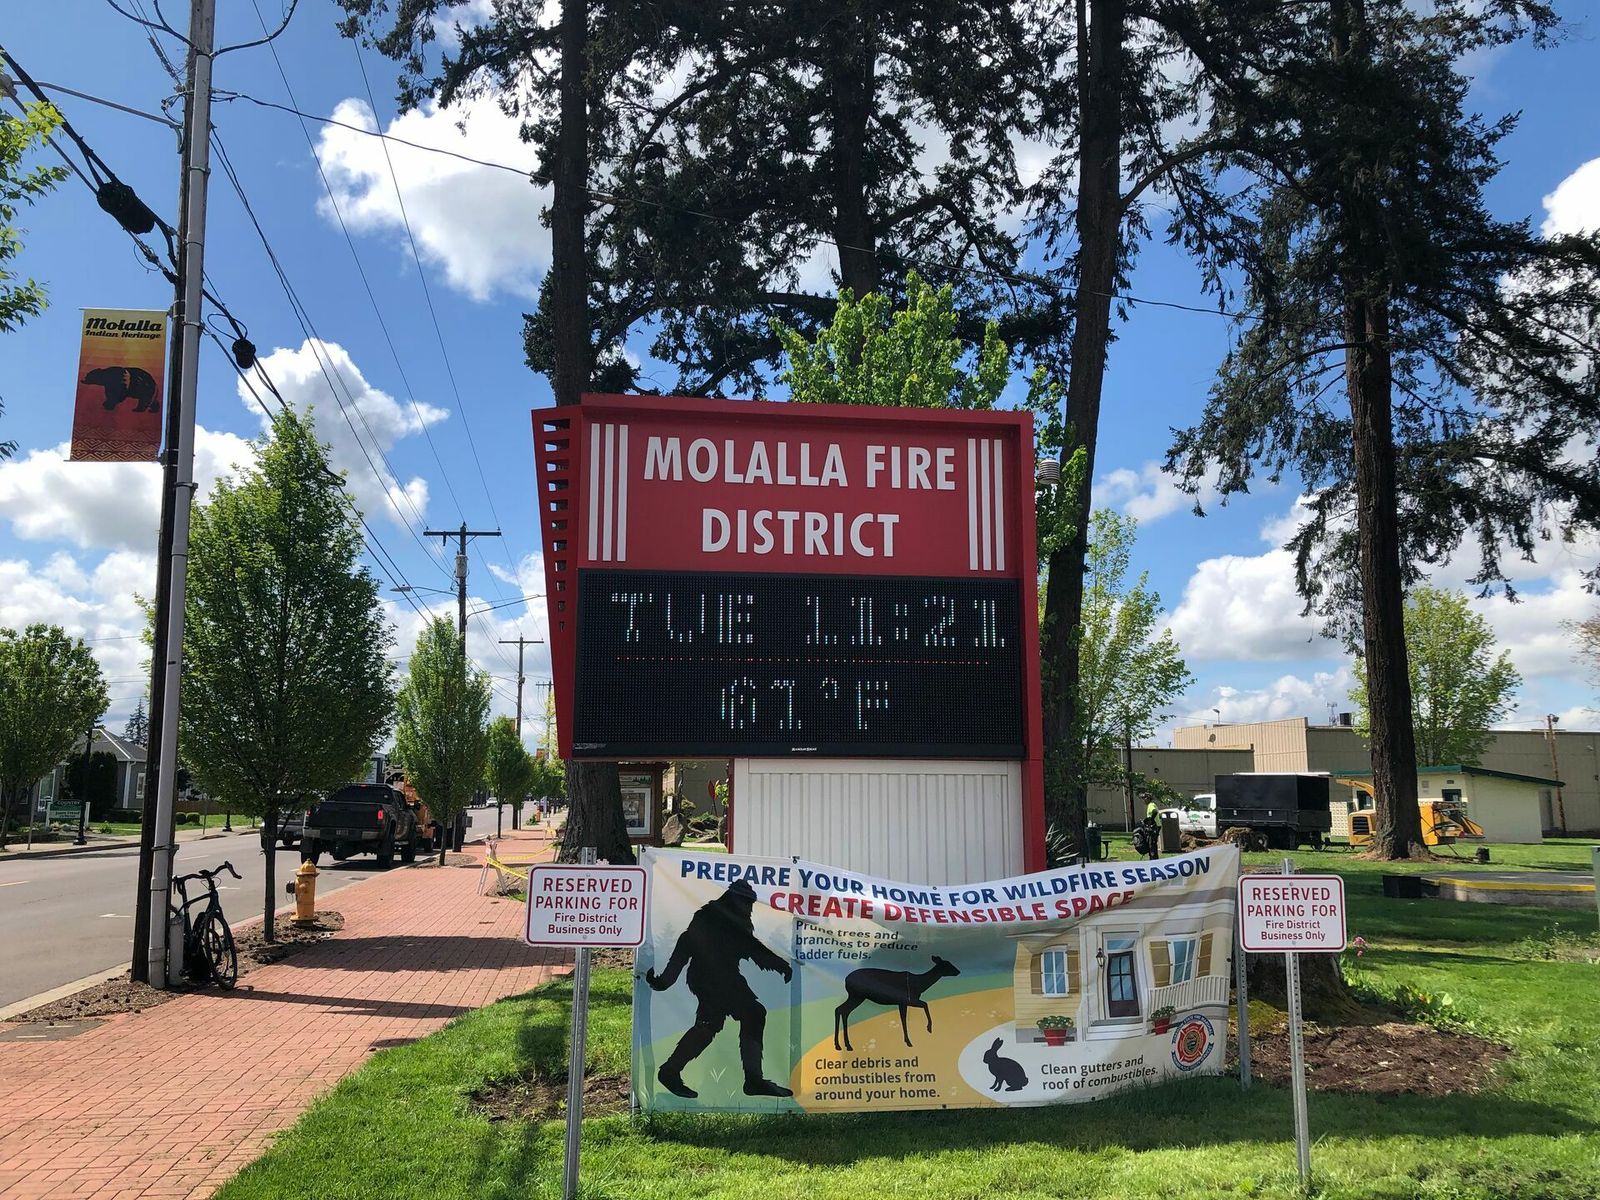 Molalla
Indian Heritage
MOLALLA FIRE
DISTRICT
TUE 11:21
61°F
PREPARE YOUR HOME FOR WILDFIRE SEASON
CREATE DEFENSIBLE SPACE
Prune trees and
branches to reduce
ladder fuels.
Clear debris and
combustibles from
around your home.
Clean gutters and
roof of combustibles.
RESERVED
PARKING FOR
Fire District
Business Only
RESERVED
PARKING FOR
Fire District
Business Only